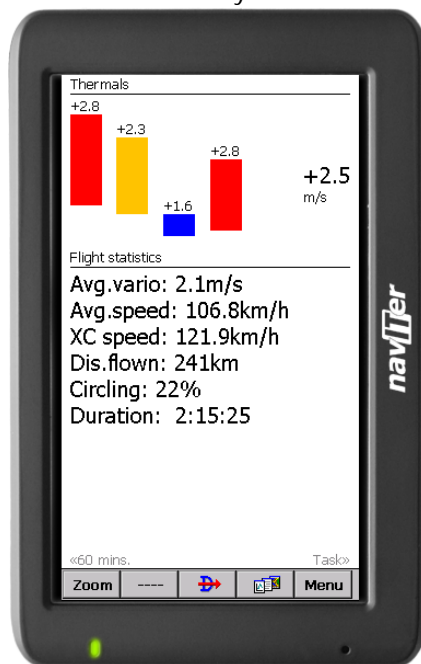 Thermals
+2.8
+2.3
+1.6
+2.8
+2.5
m/s
Flight statistics
Avg.vario: 2.1m/s
Avg.speed: 106.8km/h
XC speed: 121.9km/h
Dis.flown: 241km
Circling: 22%
Duration: 2:15:25
«60 mins.
Task»
Zoom
----
Menu
naviter